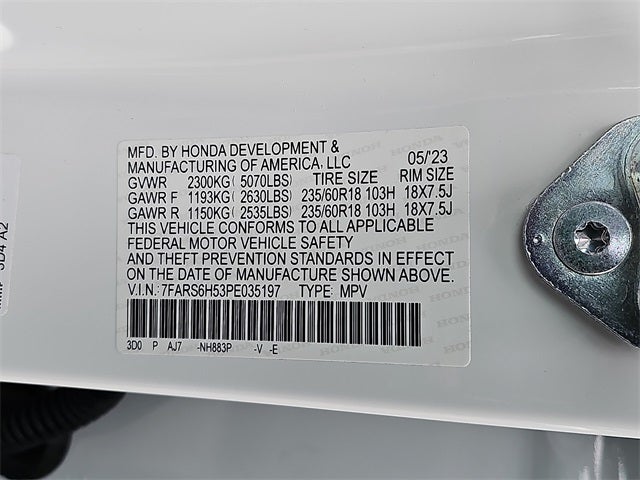 MFD. BY HONDA DEVELOPMENT & 05/'23
MANUFACTURING OF AMERICA, LLC
GVWR 2300KG( 5070LBS) TIRE SIZE RIM SIZE
GAWR F 1193KG( 2630LBS) 235/60R18 103H 18X7.5J
GAWR R 1150KG( 2535LBS) 235/60R18 103H 18X7.5J
THIS VEHICLE CONFORMS TO ALL APPLICABLE
FEDERAL MOTOR VEHICLE SAFETY
AND THEFT PREVENTION STANDARDS IN EFFECT
ON THE DATE OF MANUFACTURE SHOWN ABOVE.
V.I.N.: 7FARS6H53PE035197 TYPE: MPV
3D0 P AJ7 -NH883P -V -E
3D4 A2